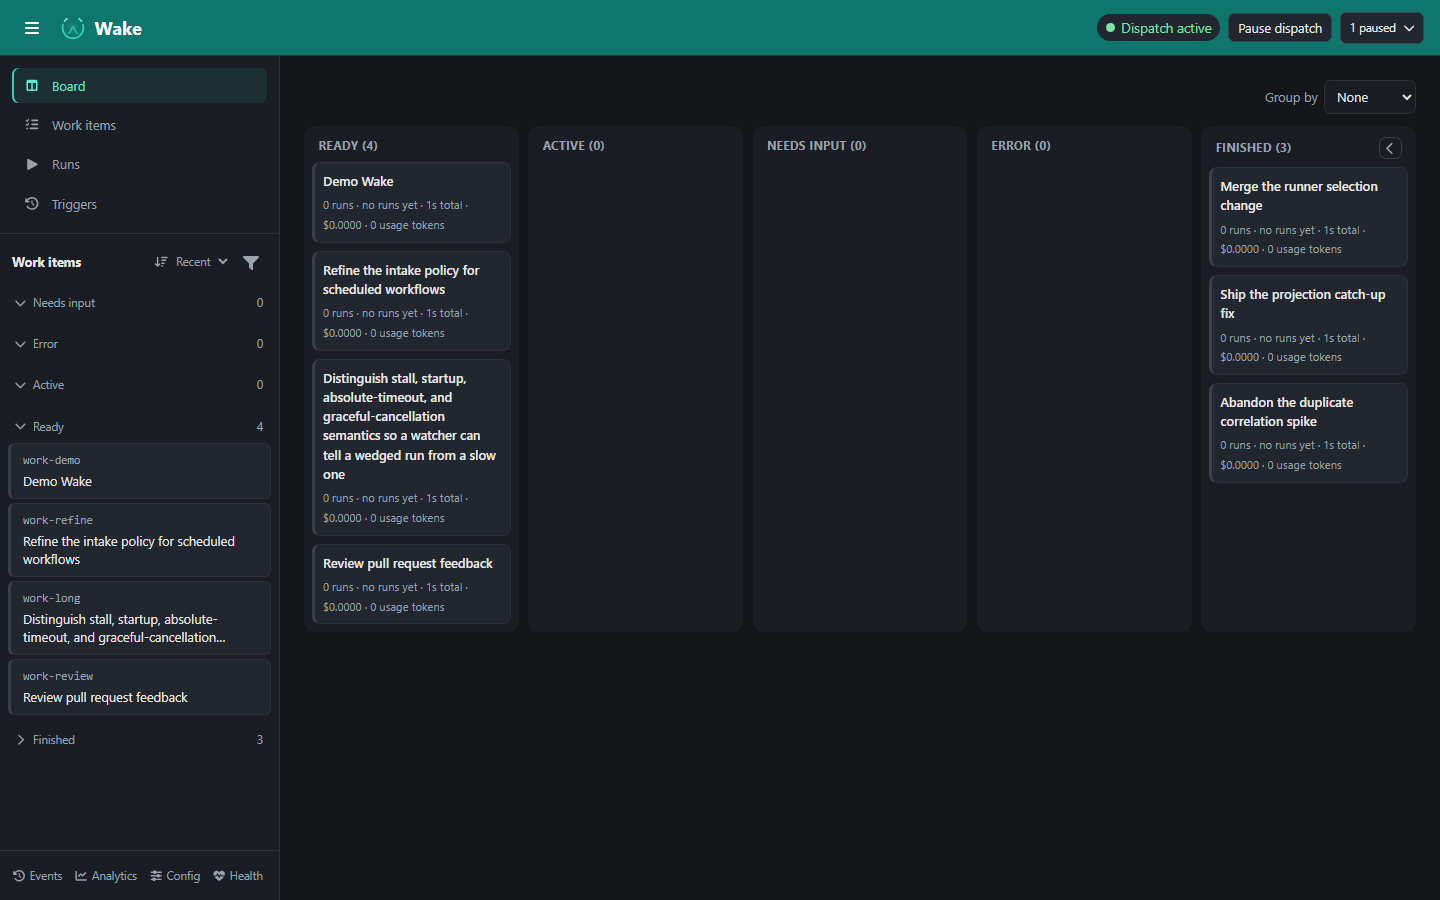 Wake
Dispatch active
Pause dispatch
1 paused
Board
Work items
Runs
Triggers
Work items
Recent
Needs input
0
Error
0
Active
0
Ready
4
work-demo
Demo Wake
work-refine
Refine the intake policy for scheduled
workflows
work-long
Distinguish stall, startup, absolute-
timeout, and graceful-cancellation...
work-review
Review pull request feedback
Finished
3
Events
Analytics
Config
Health
Group by
None
READY (4)
Demo Wake
0 runs · no runs yet · 1s total ·
$0.0000 · 0 usage tokens
Refine the intake policy for
scheduled workflows
0 runs · no runs yet · 1s total ·
$0.0000 · 0 usage tokens
Distinguish stall, startup,
absolute-timeout, and
graceful-cancellation
semantics so a watcher can
tell a wedged run from a slow
one
0 runs · no runs yet · 1s total ·
$0.0000 · 0 usage tokens
Review pull request feedback
0 runs · no runs yet · 1s total ·
$0.0000 · 0 usage tokens
ACTIVE (0)
NEEDS INPUT (0)
ERROR (0)
FINISHED (3)
Merge the runner selection
change
0 runs · no runs yet · 1s total ·
$0.0000 · 0 usage tokens
Ship the projection catch-up
fix
0 runs · no runs yet · 1s total ·
$0.0000 · 0 usage tokens
Abandon the duplicate
correlation spike
0 runs · no runs yet · 1s total ·
$0.0000 · 0 usage tokens